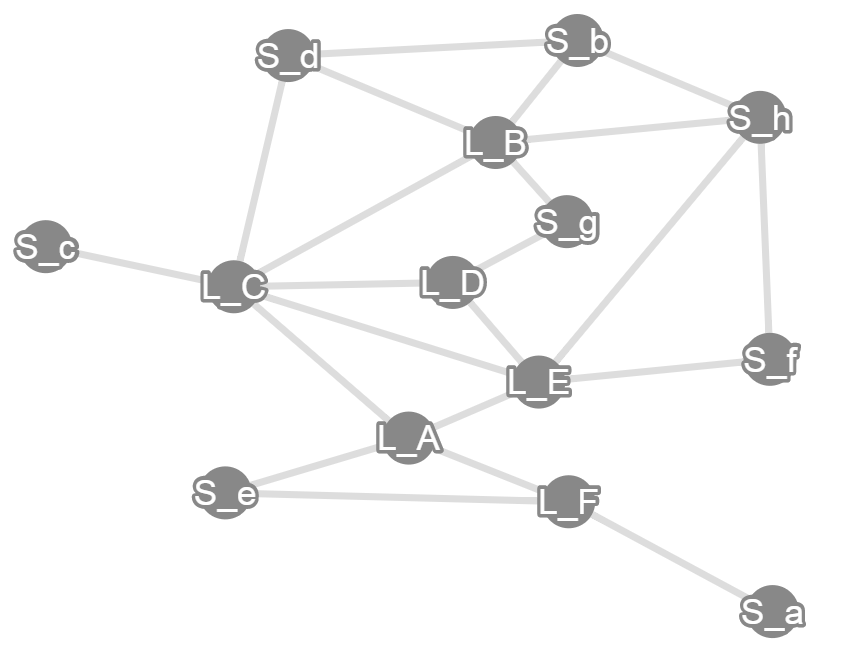 S_d
S_b
S_h
L_B
S_g
S_c
L_C
L_D
S_f
L_E
L_A
S_e
L_F
S_a